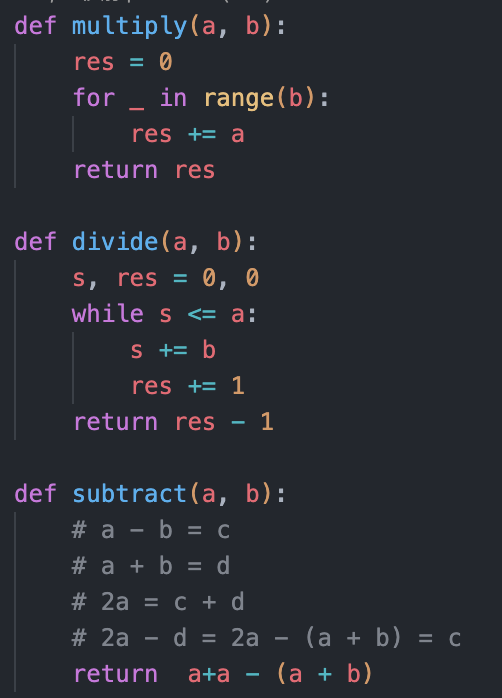 def multiply(a, b):
    res = 0
    for _ in range(b):
        res += a
    return res

def divide(a, b):
    s, res = 0, 0
    while s <= a:
        s += b
        res += 1
    return res - 1

def subtract(a, b):
    # a - b = c
    # a + b = d
    # 2a = c + d
    # 2a - d = 2a - (a + b) = c
    return  a+a - (a + b)